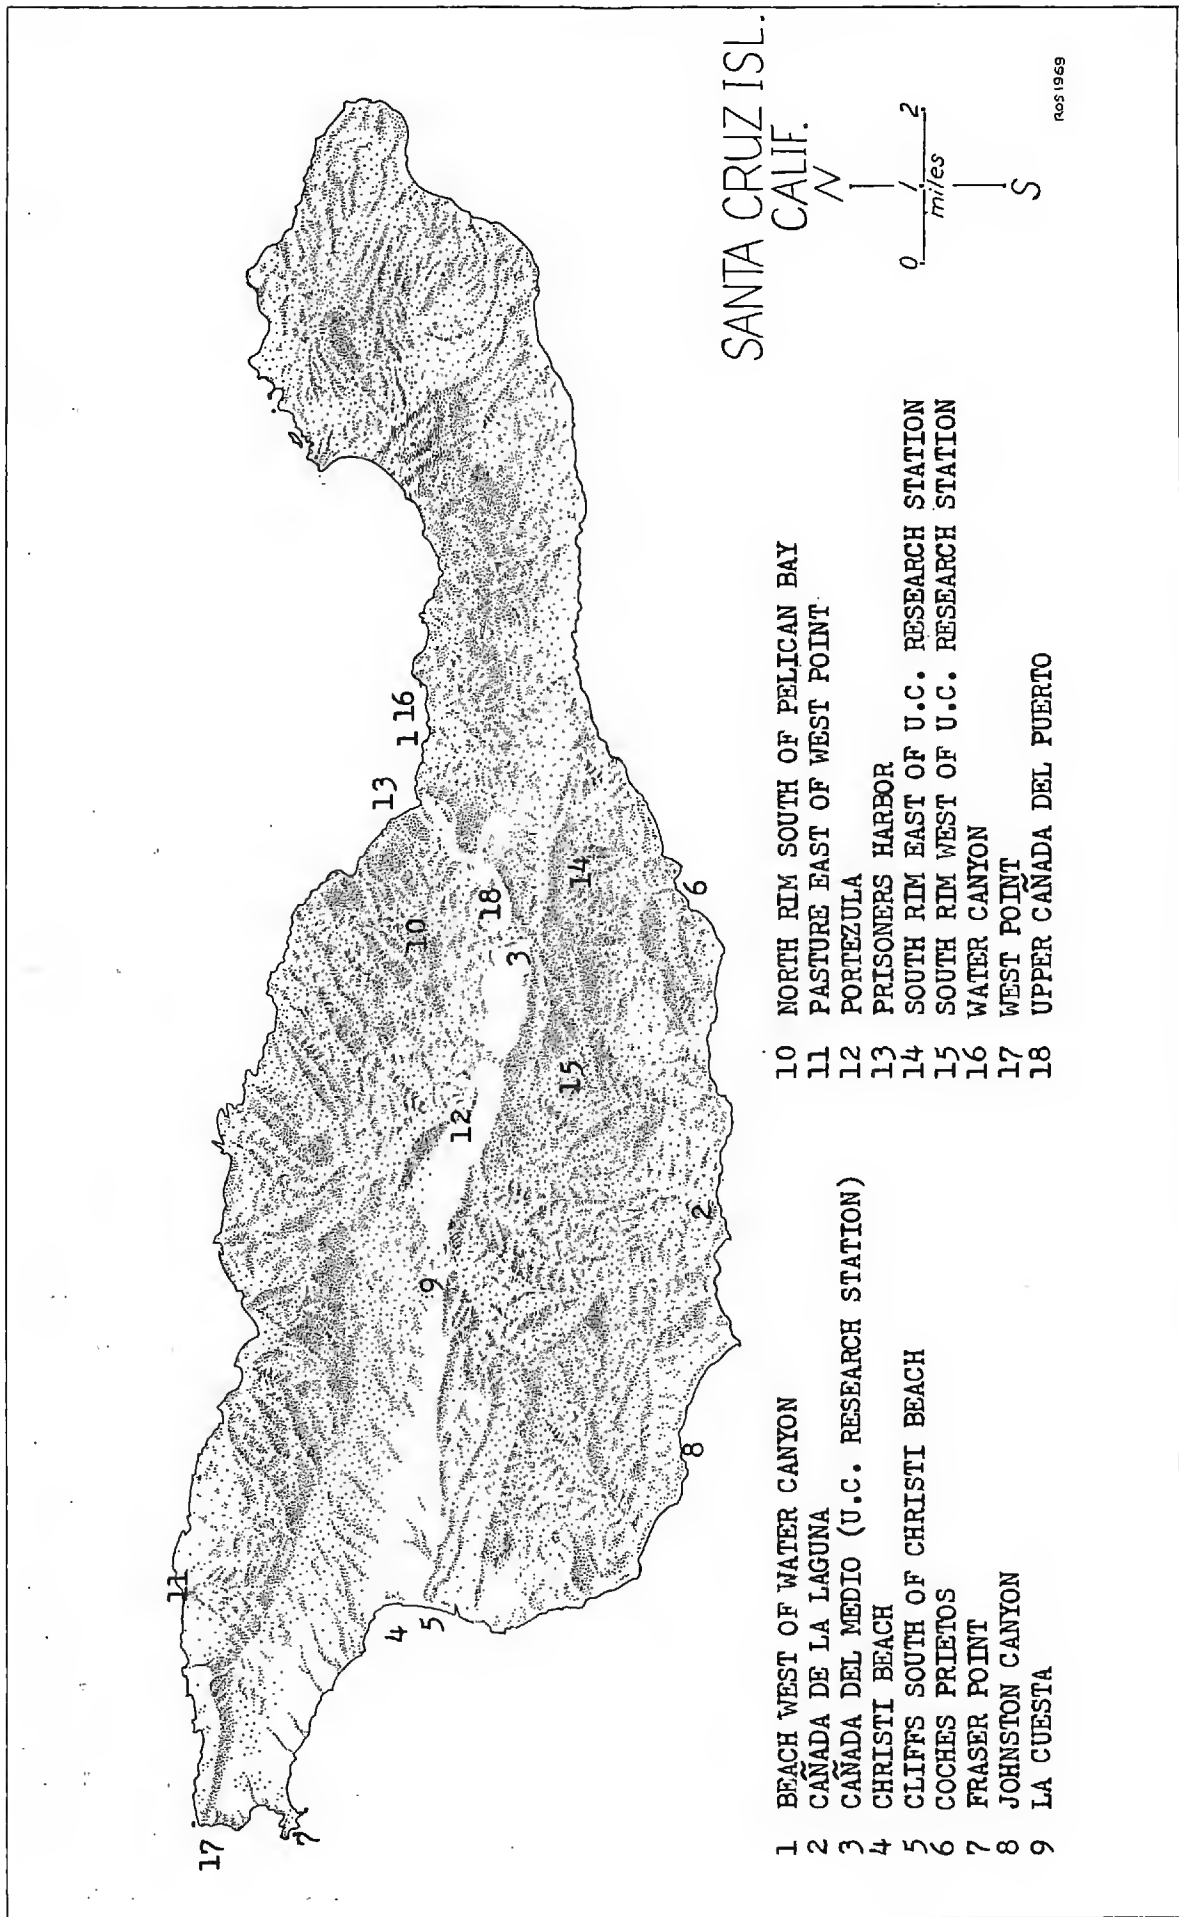 17
7
11
4
5
9
12
10
13
1
16
18
3
15
14
6
2
8
SANTA CRUZ ISL.
CALIF.
N
0 1 2
miles
S
ROS 1969
1 BEACH WEST OF WATER CANYON
2 CAÑADA DE LA LAGUNA
3 CAÑADA DEL MEDIO (U.C. RESEARCH STATION)
4 CHRISTI BEACH
5 CLIFFS SOUTH OF CHRISTI BEACH
6 COCHES PRIETOS
7 FRASER POINT
8 JOHNSTON CANYON
9 LA CUESTA
10 NORTH RIM SOUTH OF PELICAN BAY
11 PASTURE EAST OF WEST POINT
12 PORTEZULA
13 PRISONERS HARBOR
14 SOUTH RIM EAST OF U.C. RESEARCH STATION
15 SOUTH RIM WEST OF U.C. RESEARCH STATION
16 WATER CANYON
17 WEST POINT
18 UPPER CAÑADA DEL PUERTO